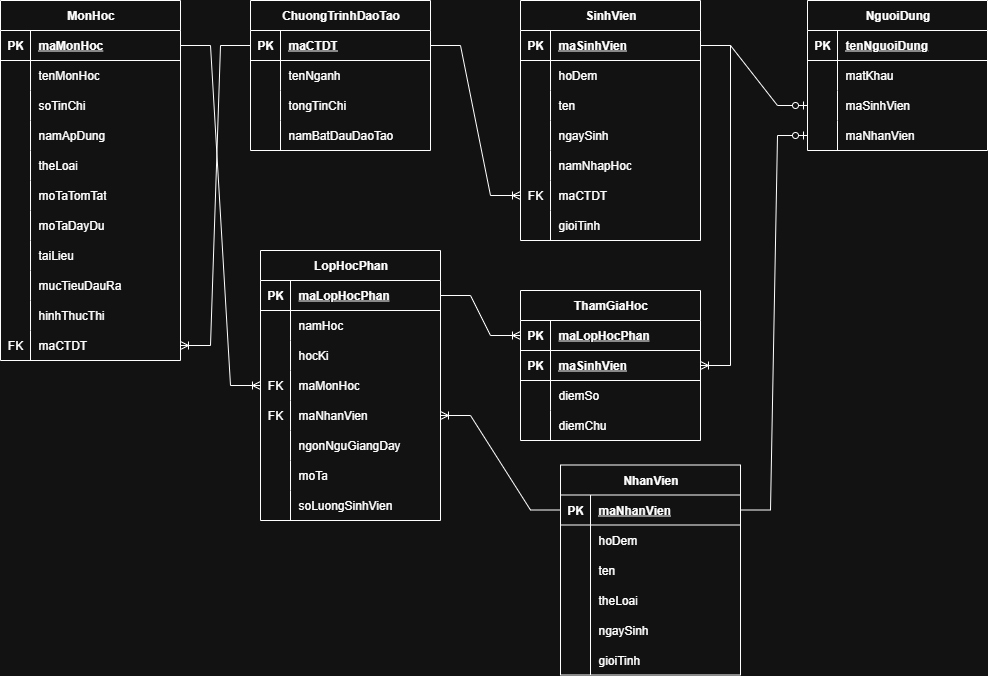 MonHoc
PK maMonHoc
tenMonHoc
soTinChi
namApDung
theLoai
moTaTomTat
moTaDayDu
taiLieu
mucTieuDauRa
hinhThucThi
FK maCTDT
ChuongTrinhDaoTao
PK maCTDT
tenNganh
tongTinChi
namBatDauDaoTao
SinhVien
PK maSinhVien
hoDem
ten
ngaySinh
namNhapHoc
FK maCTDT
gioiTinh
NguoiDung
PK tenNguoiDung
matKhau
maSinhVien
maNhanVien
LopHocPhan
PK maLopHocPhan
namHoc
hocKi
FK maMonHoc
FK maNhanVien
ngonNguGiangDay
moTa
soLuongSinhVien
ThamGiaHoc
PK maLopHocPhan
PK maSinhVien
diemSo
diemChu
NhanVien
PK maNhanVien
hoDem
ten
theLoai
ngaySinh
gioiTinh